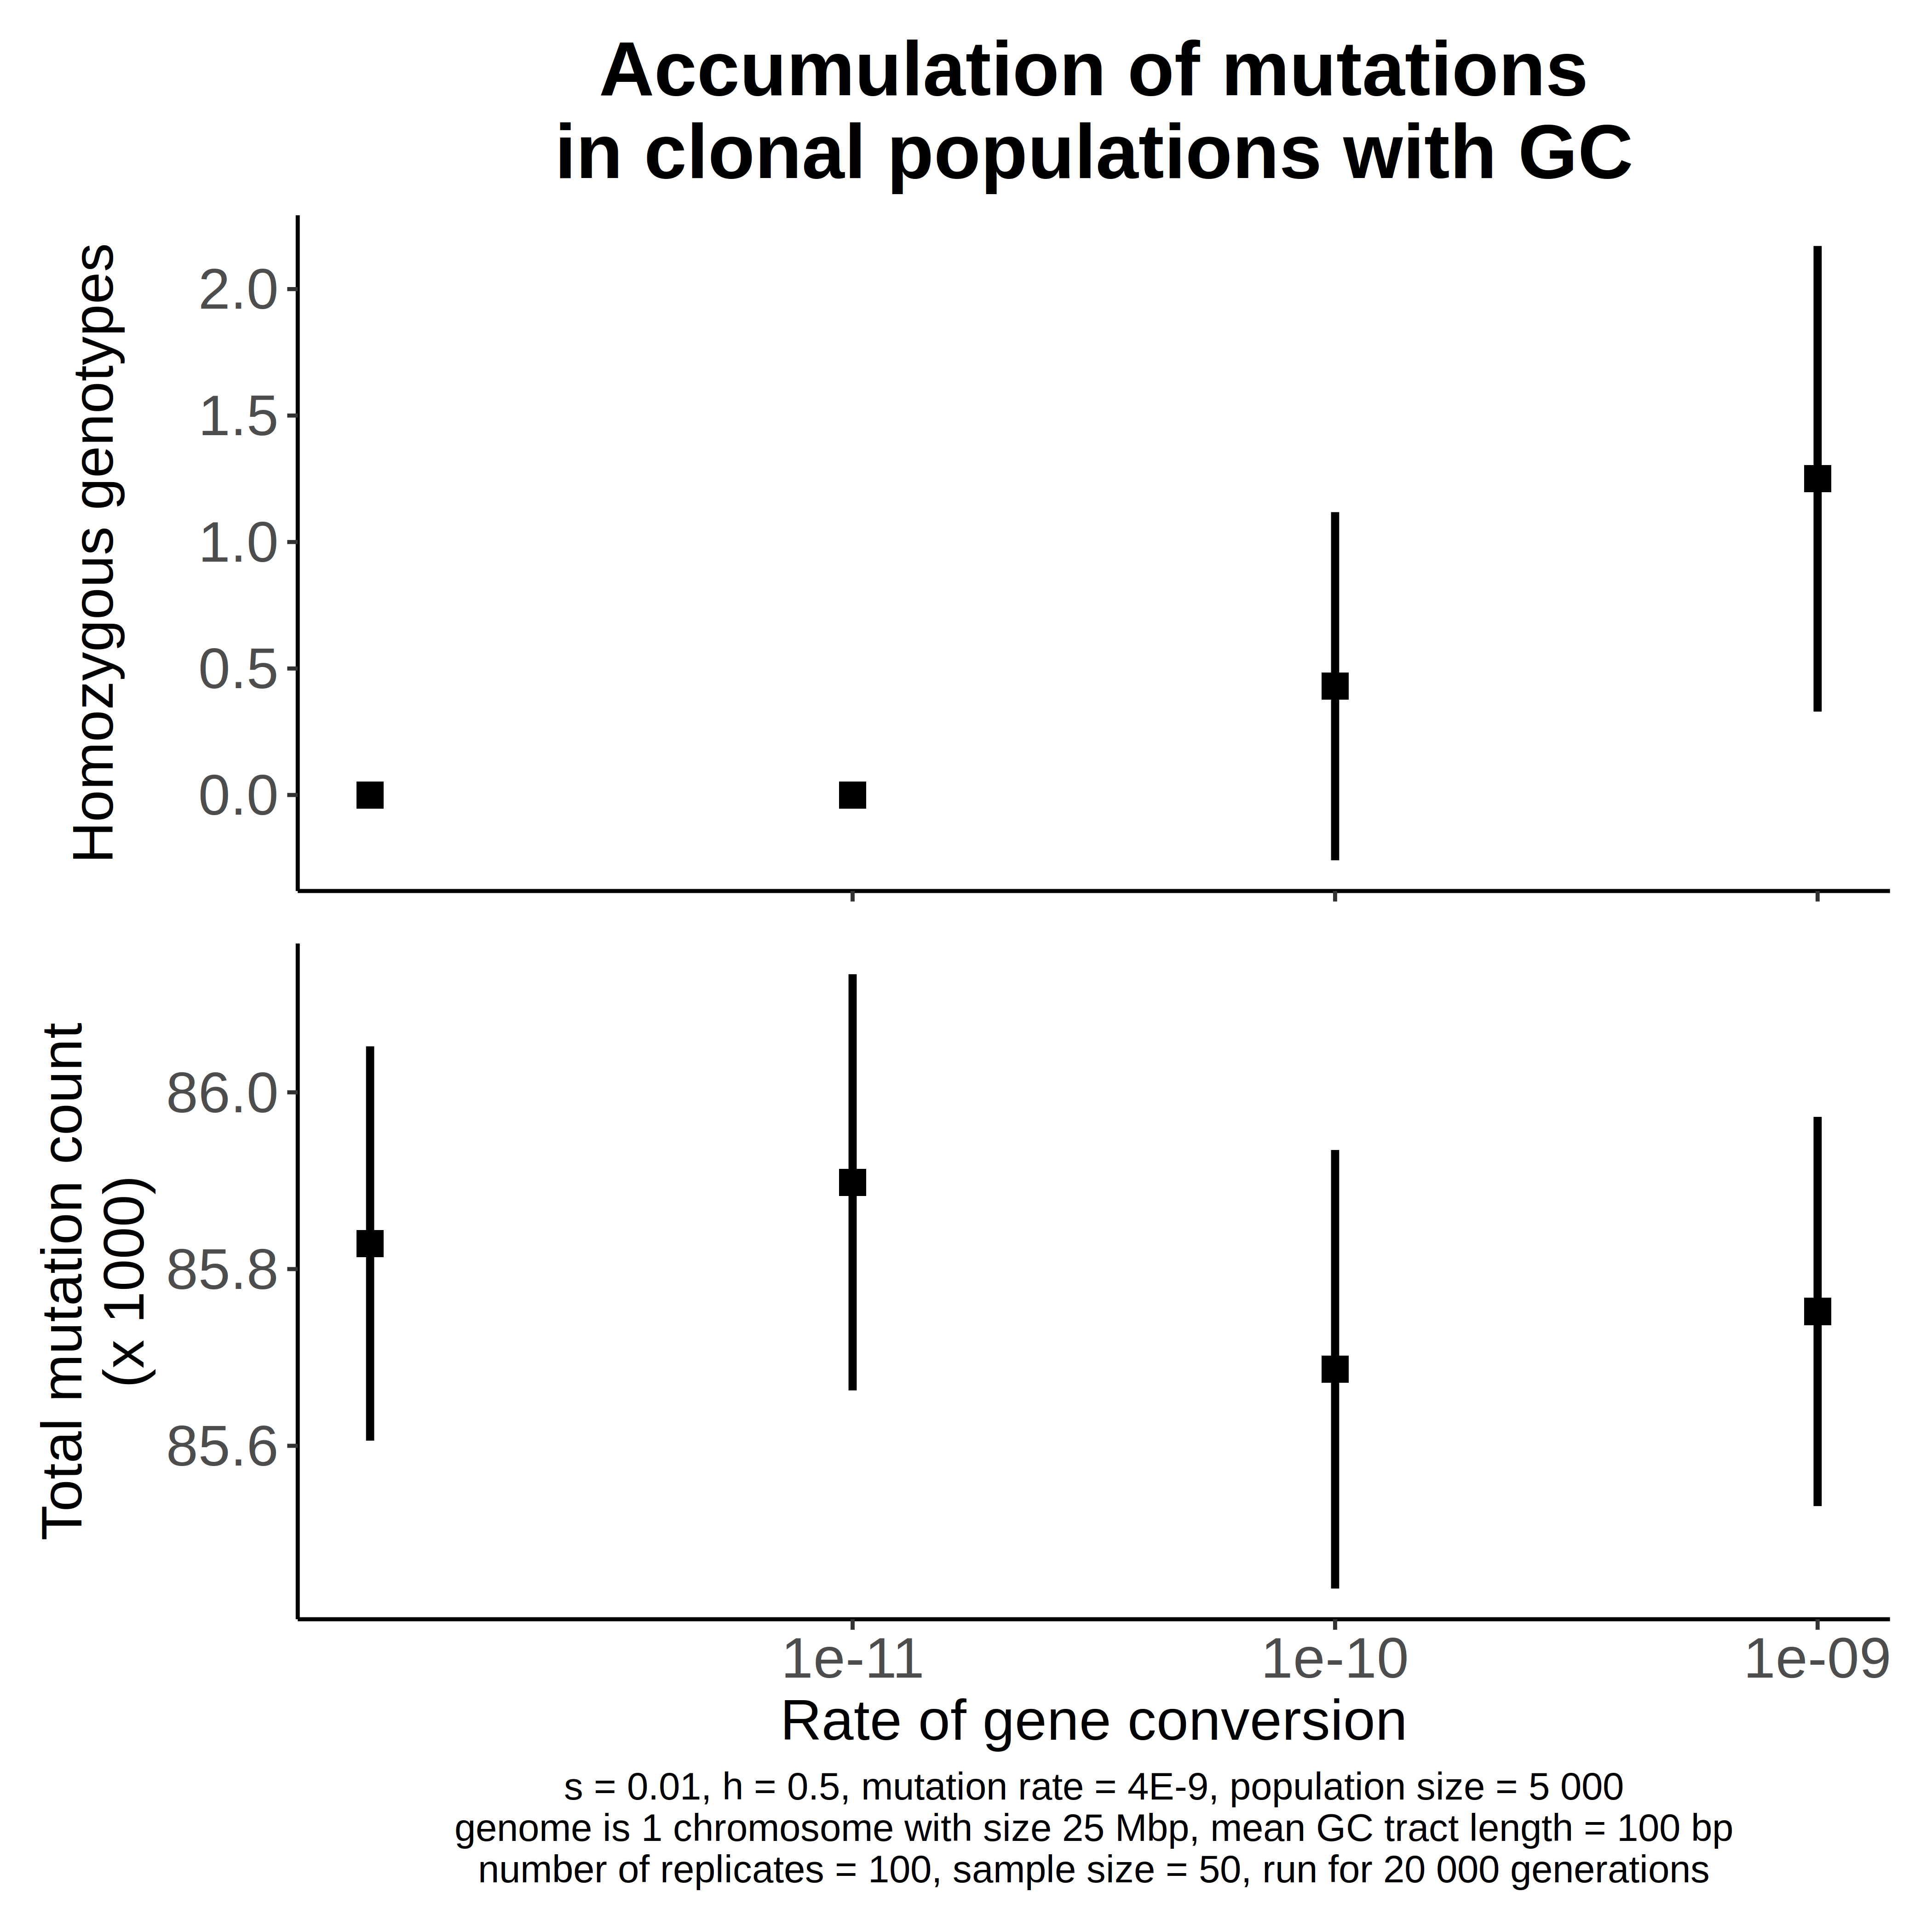 Accumulation of mutations
in clonal populations with GC
Homozygous genotypes
2.0
1.5
1.0
0.5
0.0
Total mutation count
(x 1000)
86.0
85.8
85.6
1e-11 1e-10 1e-09
Rate of gene conversion
s = 0.01, h = 0.5, mutation rate = 4E-9, population size = 5 000
genome is 1 chromosome with size 25 Mbp, mean GC tract length = 100 bp
number of replicates = 100, sample size = 50, run for 20 000 generations